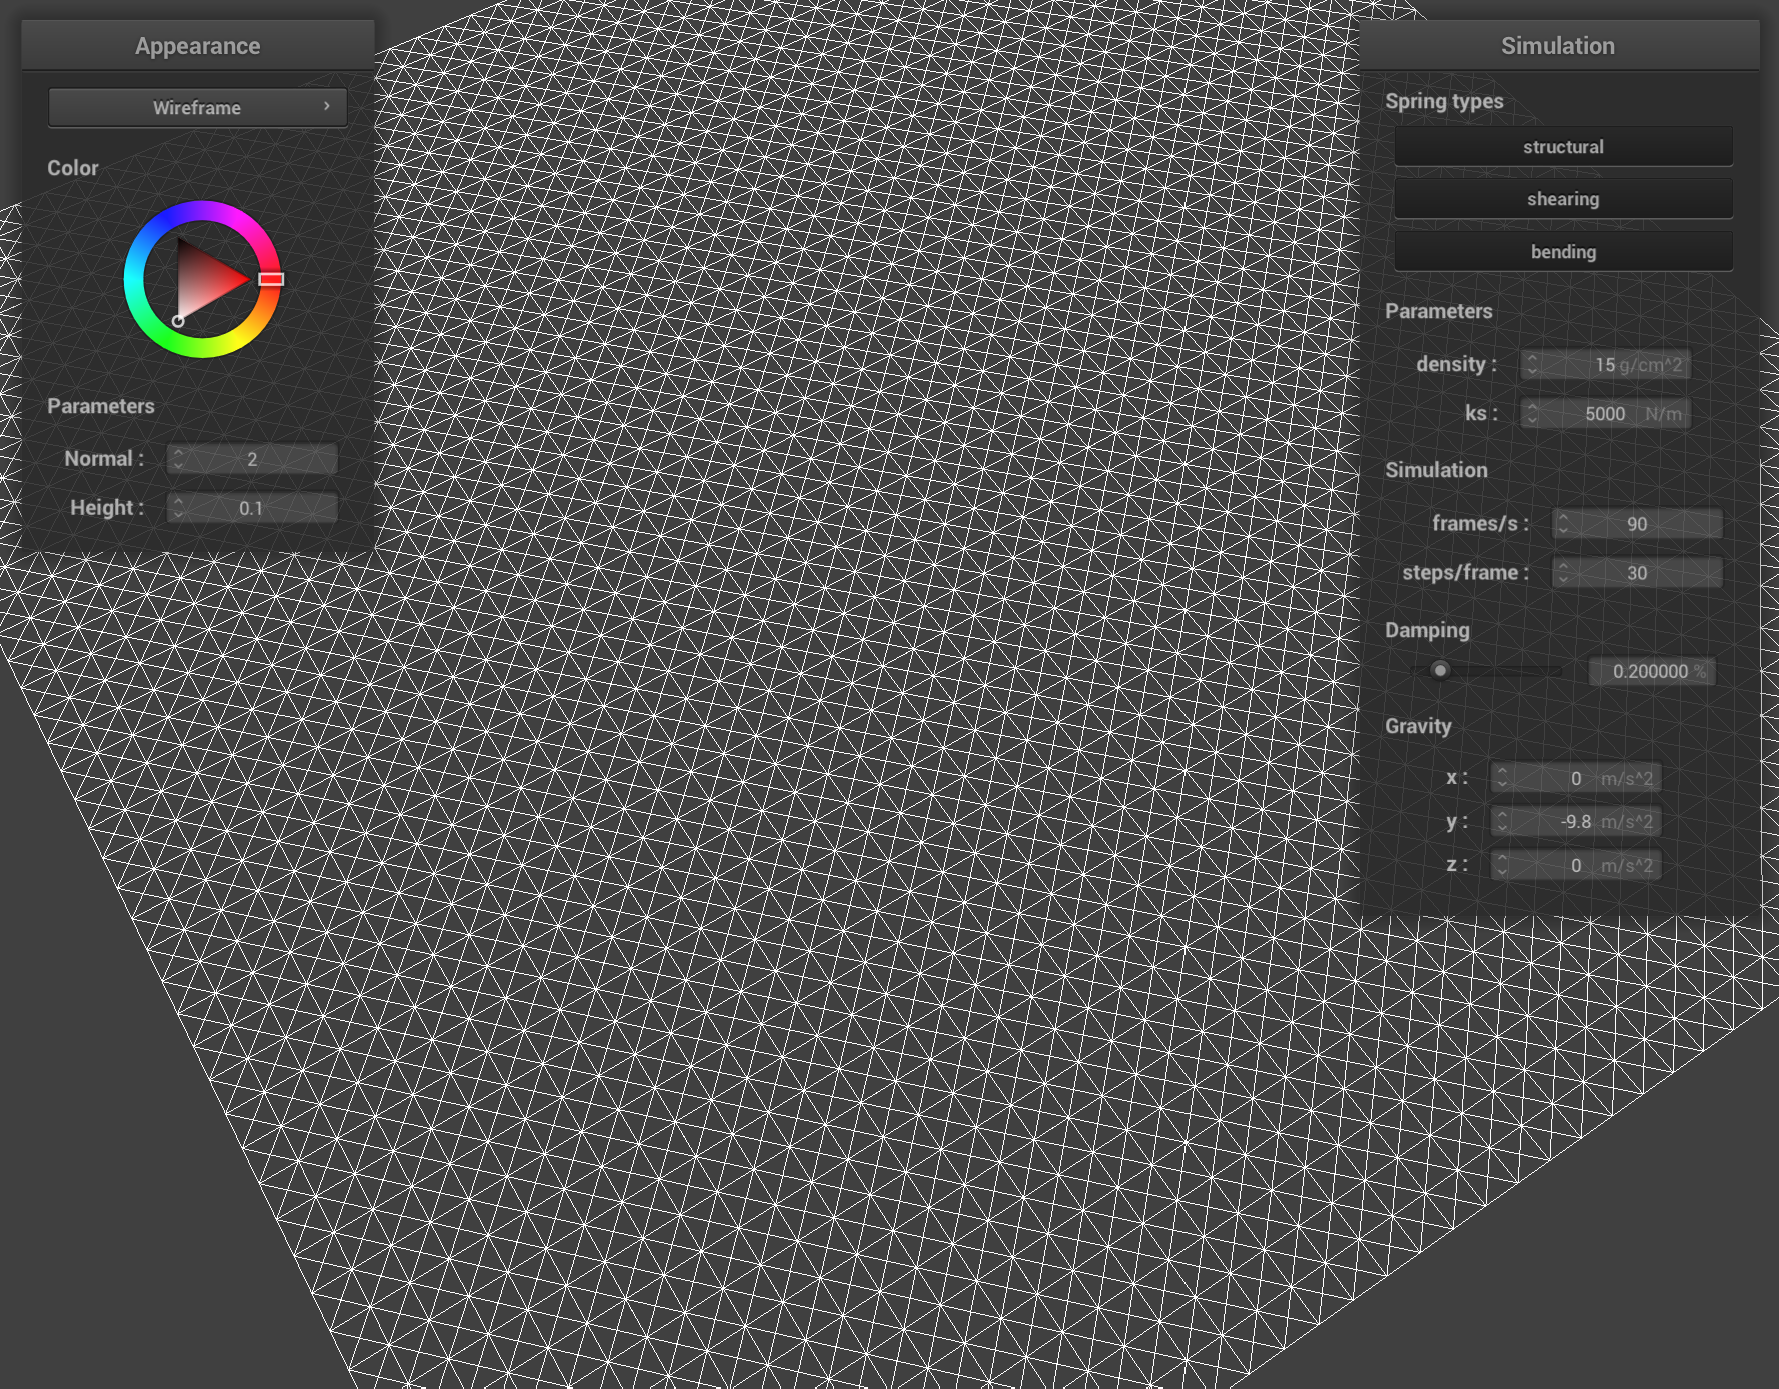 Appearance
Wireframe
Color
Parameters
Normal : 2
Height : 0.1
Simulation
Spring types
structural
shearing
bending
Parameters
density : 15 g/cm^2
ks : 5000 N/m
Simulation
frames/s : 90
steps/frame : 30
Damping
0.200000 %
Gravity
x : 0 m/s^2
y : -9.8 m/s^2
z : 0 m/s^2